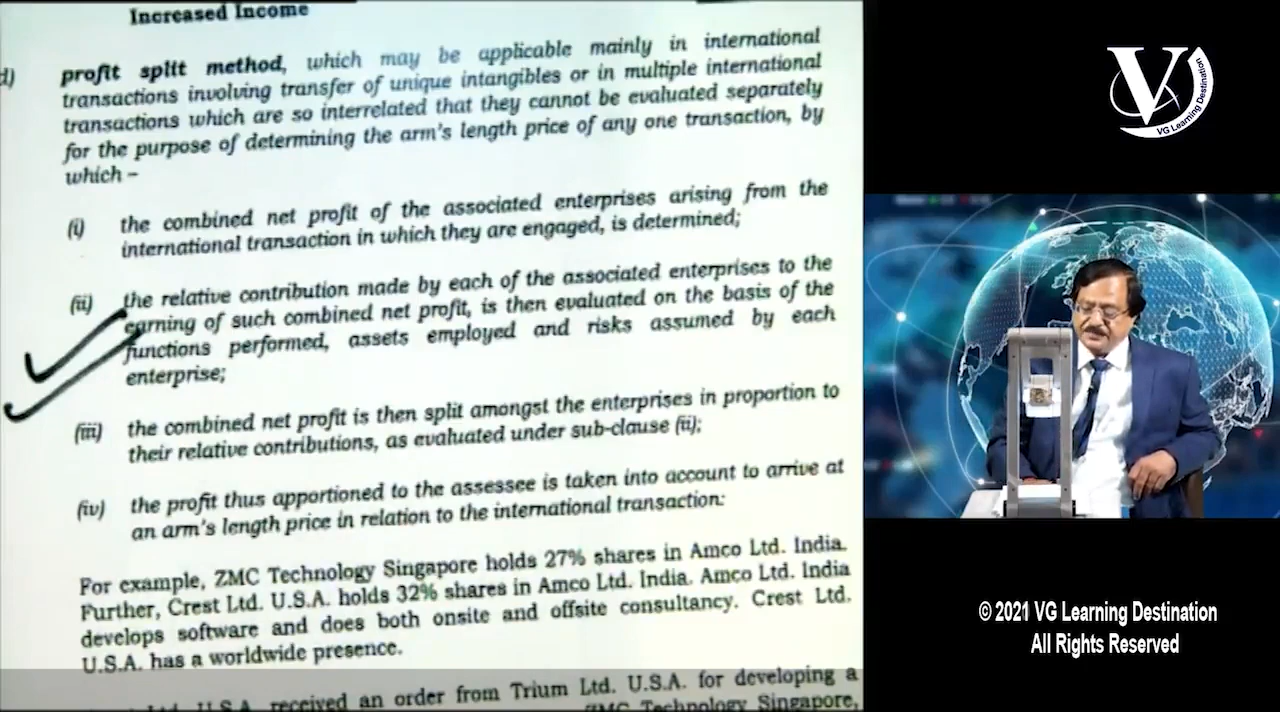 Increased Income
d)
profit split method, which may be applicable mainly in international
transactions involving transfer of unique intangibles or in multiple international
transactions which are so interrelated that they cannot be evaluated separately
for the purpose of determining the arm's length price of any one transaction, by
which –
(i) the combined net profit of the associated enterprises arising from the
international transaction in which they are engaged, is determined;
(ii) the relative contribution made by each of the associated enterprises to the
earning of such combined net profit, is then evaluated on the basis of the
functions performed, assets employed and risks assumed by each
enterprise;
(iii) the combined net profit is then split amongst the enterprises in proportion to
their relative contributions, as evaluated under sub-clause (ii);
(iv) the profit thus apportioned to the assessee is taken into account to arrive at
an arm's length price in relation to the international transaction:
For example, ZMC Technology Singapore holds 27% shares in Amco Ltd. India.
Further, Crest Ltd. U.S.A. holds 32% shares in Amco Ltd. India. Amco Ltd. India
develops software and does both onsite and offsite consultancy. Crest Ltd.
U.S.A. has a worldwide presence.
Ltd. U.S.A. received an order from Trium Ltd. U.S.A. for developing a
ZMC Technology Singapore,
V
VG Learning Destination
© 2021 VG Learning Destination
All Rights Reserved